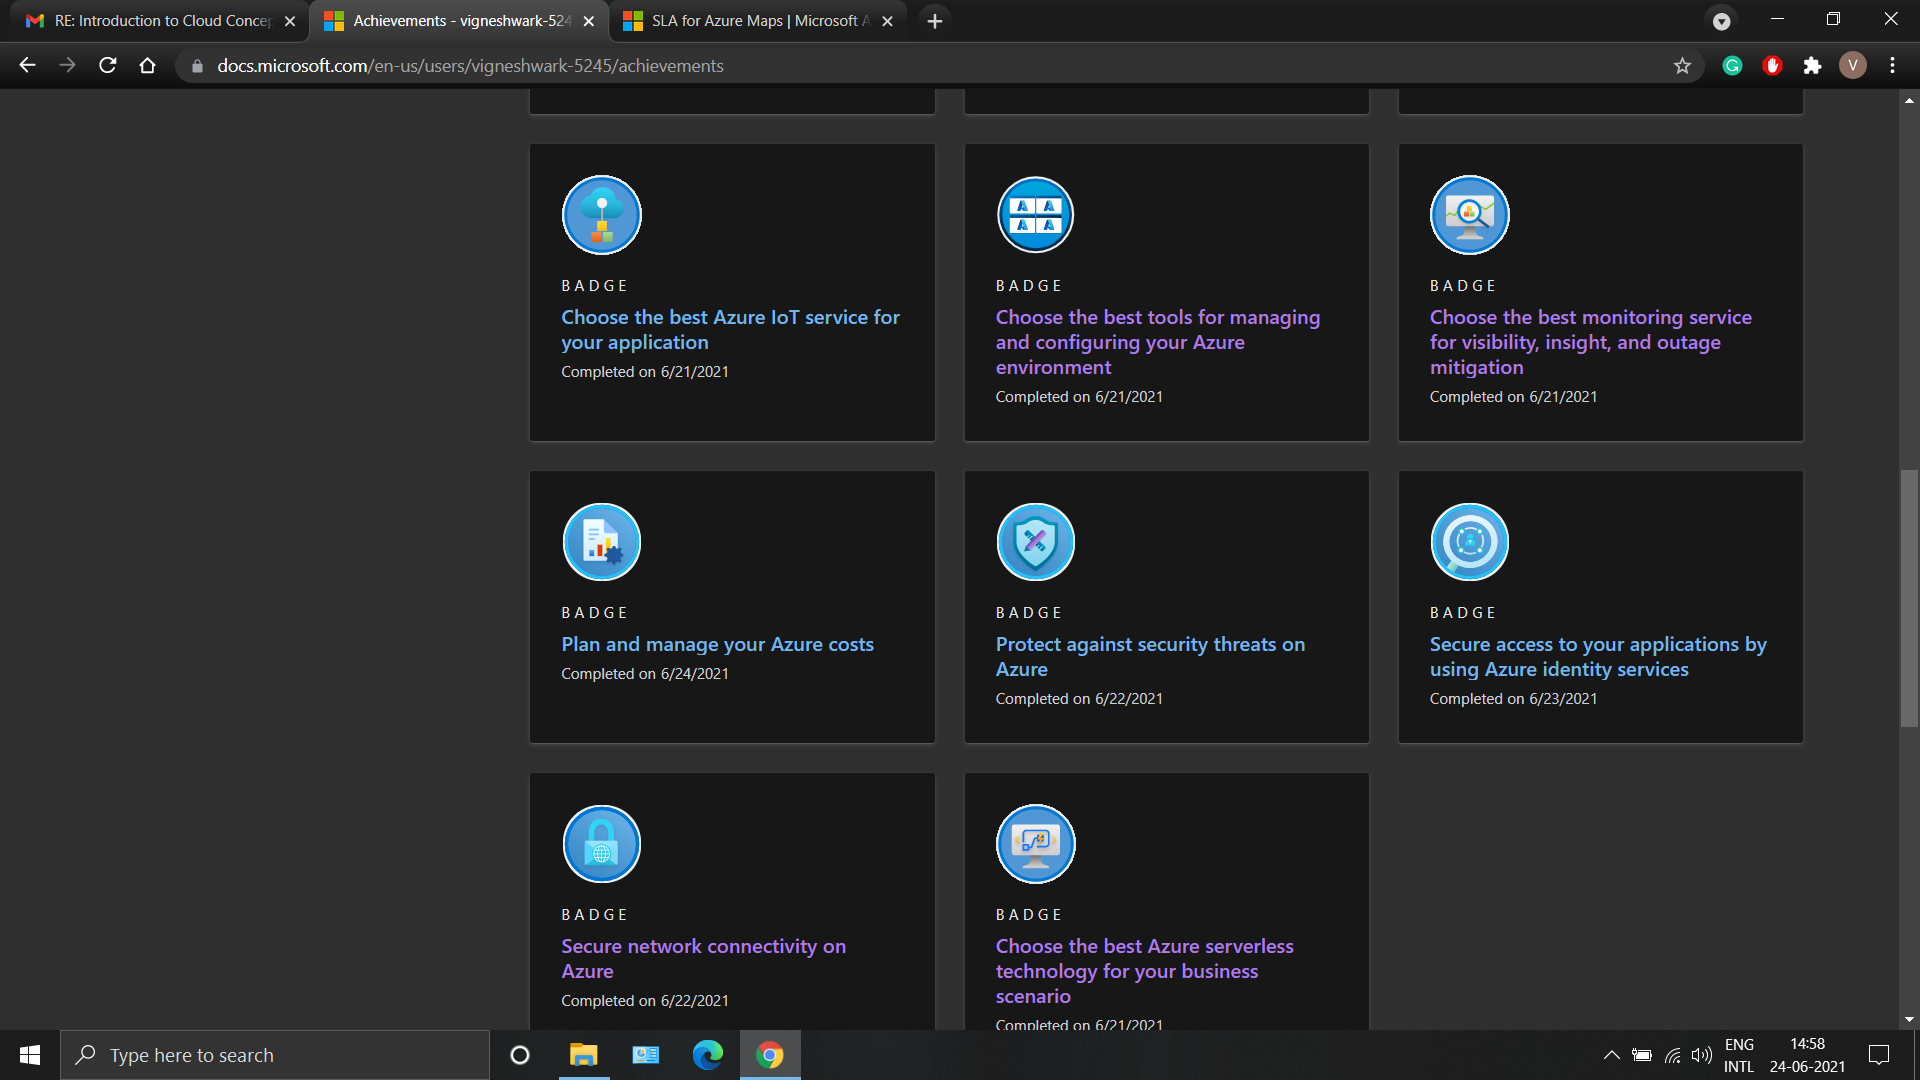 RE: Introduction to Cloud Concep
Achievements - vigneshwark-524
SLA for Azure Maps | Microsoft A
docs.microsoft.com/en-us/users/vigneshwark-5245/achievements
V
BADGE
Choose the best Azure IoT service for
your application
Completed on 6/21/2021
BADGE
Choose the best tools for managing
and configuring your Azure
environment
Completed on 6/21/2021
BADGE
Choose the best monitoring service
for visibility, insight, and outage
mitigation
Completed on 6/21/2021
BADGE
Plan and manage your Azure costs
Completed on 6/24/2021
BADGE
Protect against security threats on
Azure
Completed on 6/22/2021
BADGE
Secure access to your applications by
using Azure identity services
Completed on 6/23/2021
BADGE
Secure network connectivity on
Azure
Completed on 6/22/2021
BADGE
Choose the best Azure serverless
technology for your business
scenario
Completed on 6/21/2021
Type here to search
ENG
INTL
14:58
24-06-2021